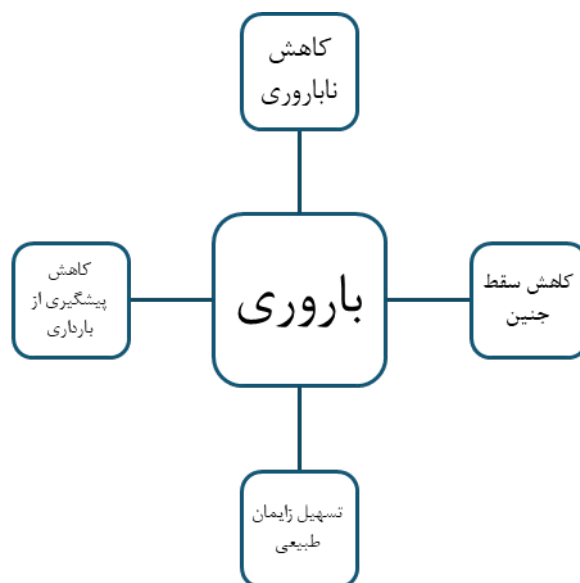 کاهش
ناباروری
باروری
کاهش سقط
جنین
کاهش
پیشگیری از
بارداری
تسهیل زایمان
طبیعی